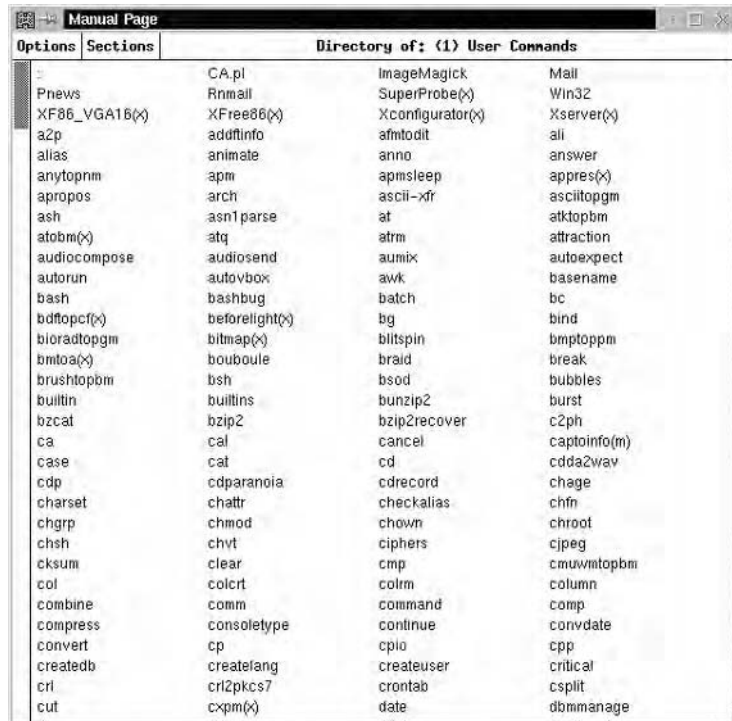 Manual Page
Options Sections Directory of: (1) User Commands
: CA.pl ImageMagick Mail
Pnews Rnmail SuperProbe(x) Win32
XF86_VGA16(x) XFree86(x) Xconfigurator(x) Xserver(x)
a2p addftinfo afmtodit ali
alias animate anno answer
anytopnm apm apmsleep appres(x)
apropos arch ascii-xfr asciitopgm
ash asn1parse at atktopbm
atobm(x) atq atrm attraction
audiocompose audiosend aumix autoexpect
autorun autovbox awk basename
bash bashbug batch bc
bdftopcf(x) beforelight(x) bg bind
bioradtopgm bitmap(x) blitspin bmptoppm
bmtoa(x) bouboule braid break
brushtopbm bsh bsod bubbles
builtin builtins bunzip2 burst
bzcat bzip2 bzip2recover c2ph
ca cal cancel captoinfo(m)
case cat cd cdda2wav
cdp cdparanoia cdrecord chage
charset chattr checkalias chfn
chgrp chmod chown chroot
chsh chvt ciphers cjpeg
cksum clear cmp cmuwmtopbm
col colcrt colrm column
combine comm command comp
compress consoletype continue convdate
convert cp cpio cpp
createdb createlang createuser critical
crl crl2pkcs7 crontab csplit
cut cxpm(x) date dbmmanage